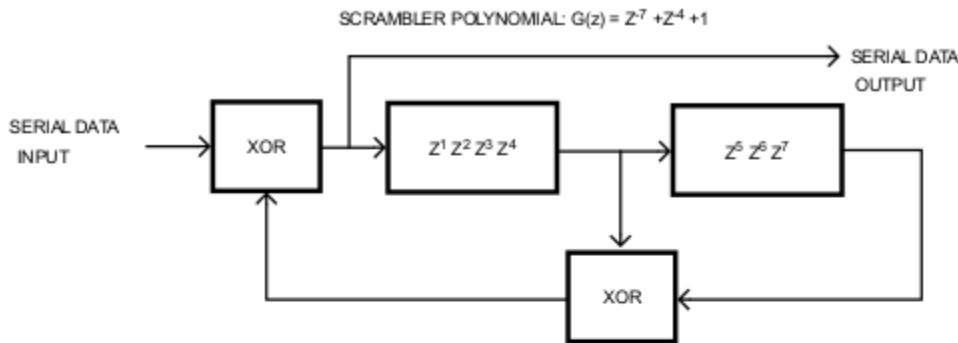 SCRAMBLER POLYNOMIAL: G(z) = Z⁻⁷ +Z⁻⁴ +1
SERIAL DATA
OUTPUT
SERIAL DATA
INPUT
XOR
Z¹ Z² Z³ Z⁴
Z⁵ Z⁶ Z⁷
XOR